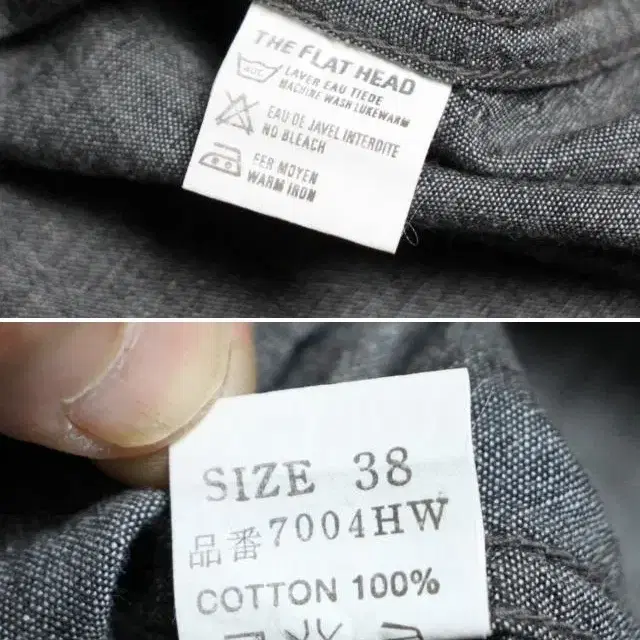 THE FLAT HEAD
LAVER EAU TIEDE
MACHINE WASH LUKEWARM
EAU DE JAVEL INTERDITE
NO BLEACH
FER MOYEN
WARM IRON
SIZE 38
品番7004HW
COTTON 100%